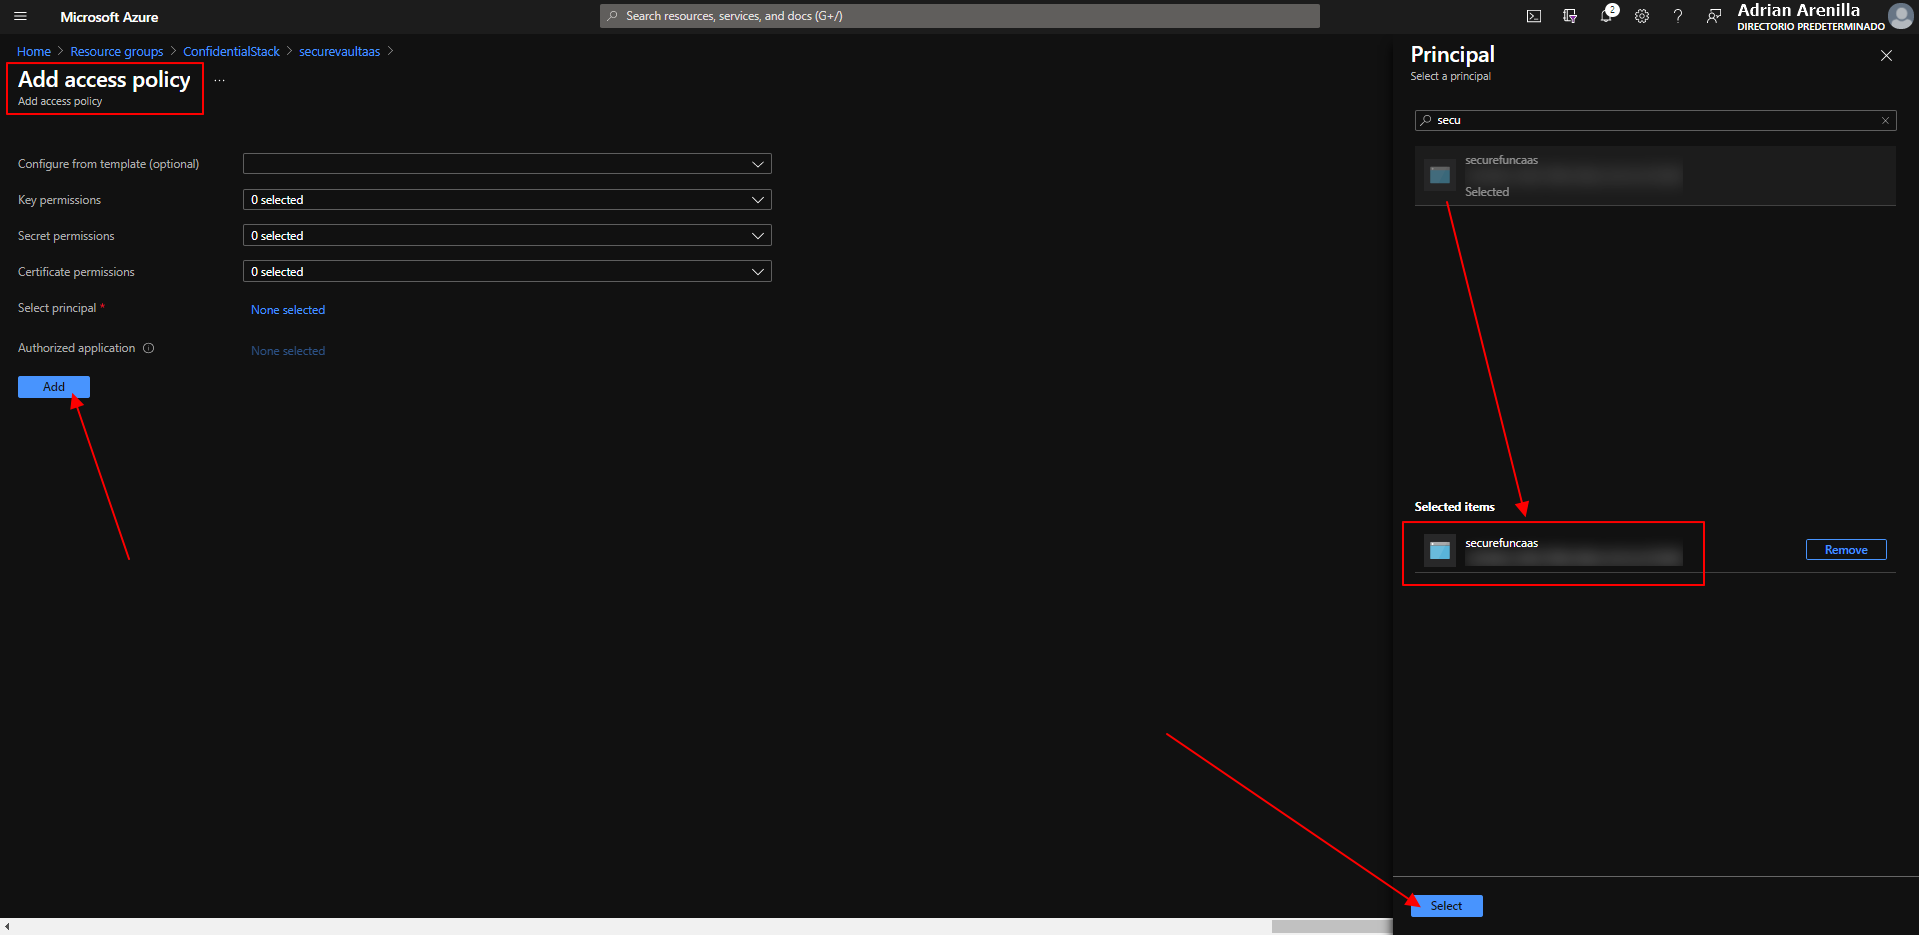 Microsoft Azure
Search resources, services, and docs (G+/)
2
Adrian Arenilla
DIRECTORIO PREDETERMINADO
Home > Resource groups > ConfidentialStack > securevaultaas >
Add access policy ...
Add access policy
Configure from template (optional)
Key permissions
0 selected
Secret permissions
0 selected
Certificate permissions
0 selected
Select principal *
None selected
Authorized application
None selected
Add
Principal
Select a principal
secu
securefuncaas
Selected
Selected items
securefuncaas
Remove
Select